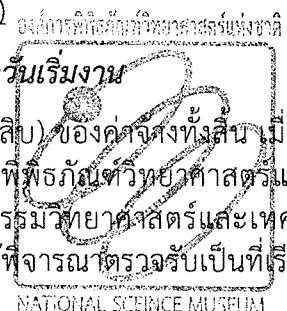 องค์การพิพิธภัณฑ์วิทยาศาสตร์แห่งชาติ
วันเริ่มงาน
สิบ) ของค่าจ้างทั้งสิ้น เมื่
พิพิธภัณฑ์วิทยาศาสตร์แ
รรมวิทยาศาสตร์และเทค
พิจารณาตรวจรับเป็นที่เรี
NATIONAL SCEINCE MUSEUM